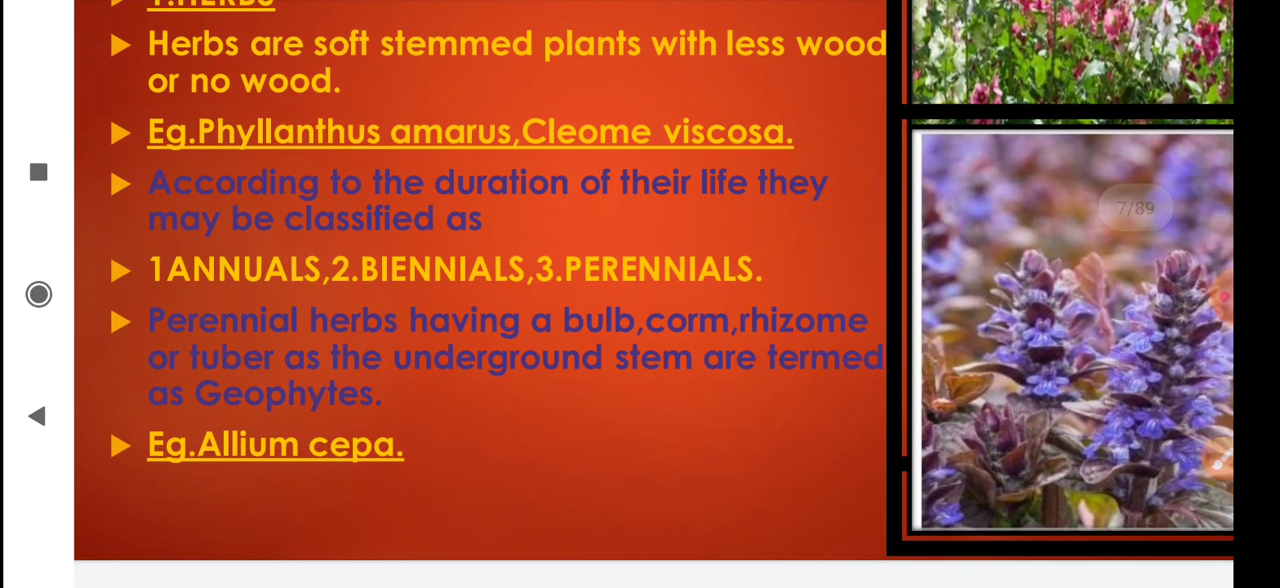 1.HERBS
Herbs are soft stemmed plants with less wood
or no wood.
Eg.Phyllanthus amarus,Cleome viscosa.
According to the duration of their life they
may be classified as
1ANNUALS,2.BIENNIALS,3.PERENNIALS.
Perennial herbs having a bulb,corm,rhizome
or tuber as the underground stem are termed
as Geophytes.
Eg.Allium cepa.
7/89